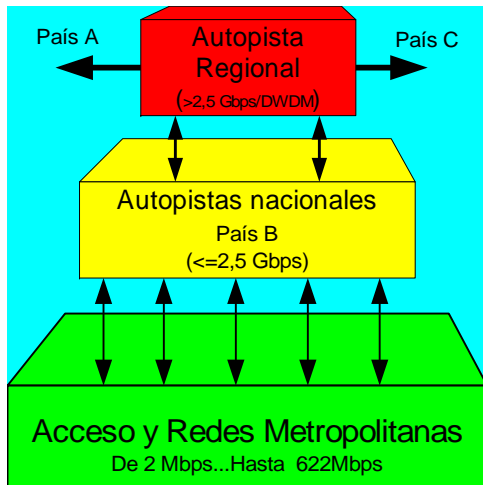 País A
Autopista
Regional
(>2,5 Gbps/DWDM)
País C
Autopistas nacionales
País B
(<=2,5 Gbps)
Acceso y Redes Metropolitanas
De 2 Mbps...Hasta 622Mbps